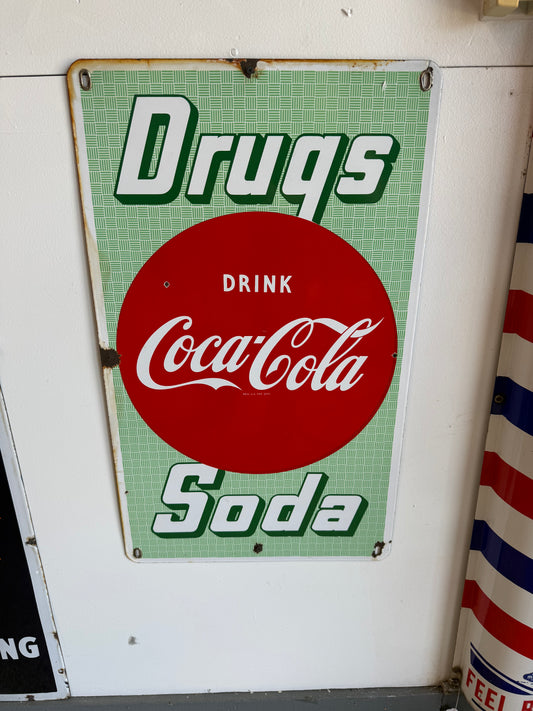 Drugs
DRINK
Coca-Cola
Soda
NG
FEEL